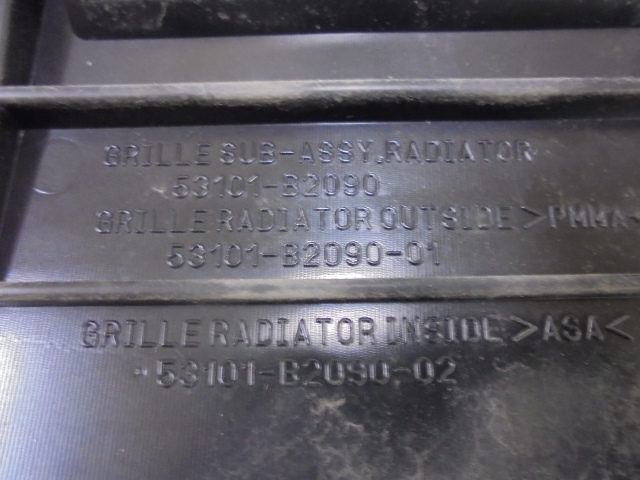 GRILLE SUB-ASSY,RADIATOR
53101-B2090
GRILLE RADIATOR OUTSIDE >PMMA
53101-B2090-01
GRILLE RADIATOR INSIDE >ASA<
53101-B2090-02